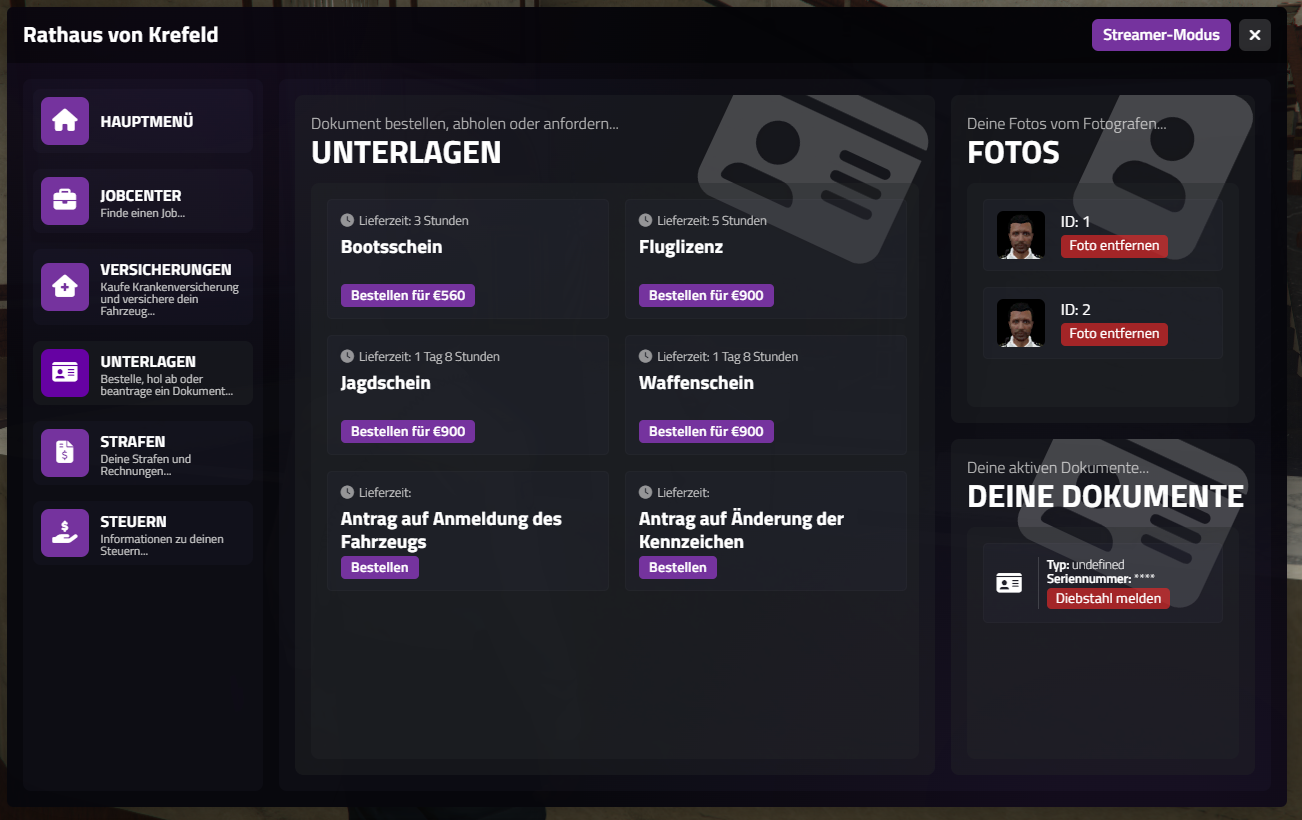 Rathaus von Krefeld
Streamer-Modus
HAUPTMENÜ
JOBCENTER
Finde einen Job...
VERSICHERUNGEN
Kaufe Krankenversicherung
und versichere dein
Fahrzeug...
UNTERLAGEN
Bestelle, hol ab oder
beantrage ein Dokument...
STRAFEN
Deine Strafen und
Rechnungen...
STEUERN
Informationen zu deinen
Steuern...
Dokument bestellen, abholen oder anfordern...
UNTERLAGEN
Lieferzeit: 3 Stunden
Bootsschein
Bestellen für €560
Lieferzeit: 5 Stunden
Fluglizenz
Bestellen für €900
Lieferzeit: 1 Tag 8 Stunden
Jagdschein
Bestellen für €900
Lieferzeit: 1 Tag 8 Stunden
Waffenschein
Bestellen für €900
Lieferzeit:
Antrag auf Anmeldung des
Fahrzeugs
Bestellen
Lieferzeit:
Antrag auf Änderung der
Kennzeichen
Bestellen
Deine Fotos vom Fotografen...
FOTOS
ID: 1
Foto entfernen
ID: 2
Foto entfernen
Deine aktiven Dokumente...
DEINE DOKUMENTE
Typ: undefined
Seriennummer: ****
Diebstahl melden